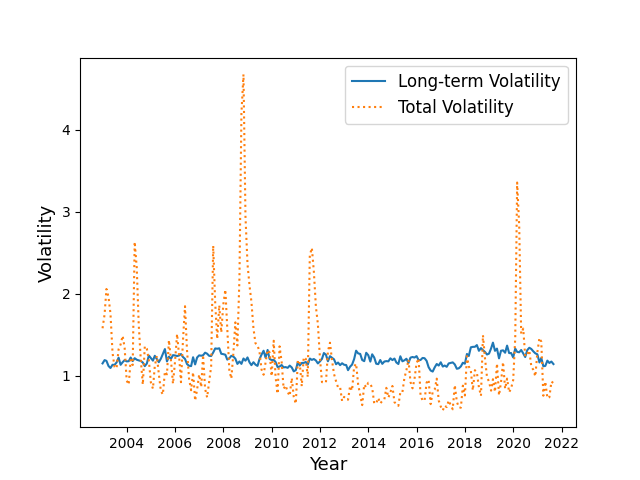 Long-term Volatility
Total Volatility
Volatility
4
3
2
1
2004 2006 2008 2010 2012 2014 2016 2018 2020 2022
Year